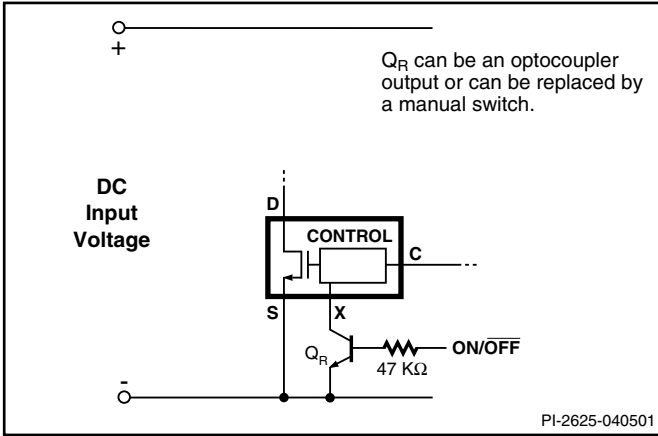 +
QR can be an optocoupler
output or can be replaced by
a manual switch.
DC
Input
Voltage
D
CONTROL
C
S
X
QR
47 KΩ
ON/OFF
-
PI-2625-040501